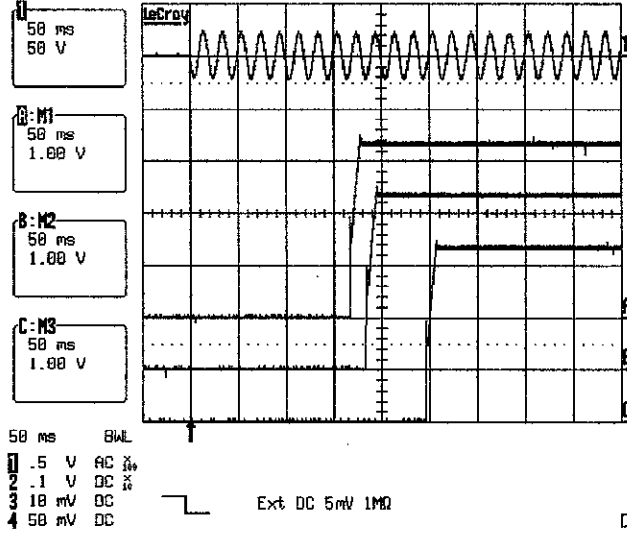 1
50 ms
50 V
LeCroy
A:M1
50 ms
1.00 V
B:M2
50 ms
1.00 V
C:M3
50 ms
1.00 V
50 ms BWL
1 .5 V AC
2 .1 V DC X10
3 10 mV DC
4 50 mV DC
Ext DC 5mV 1MΩ